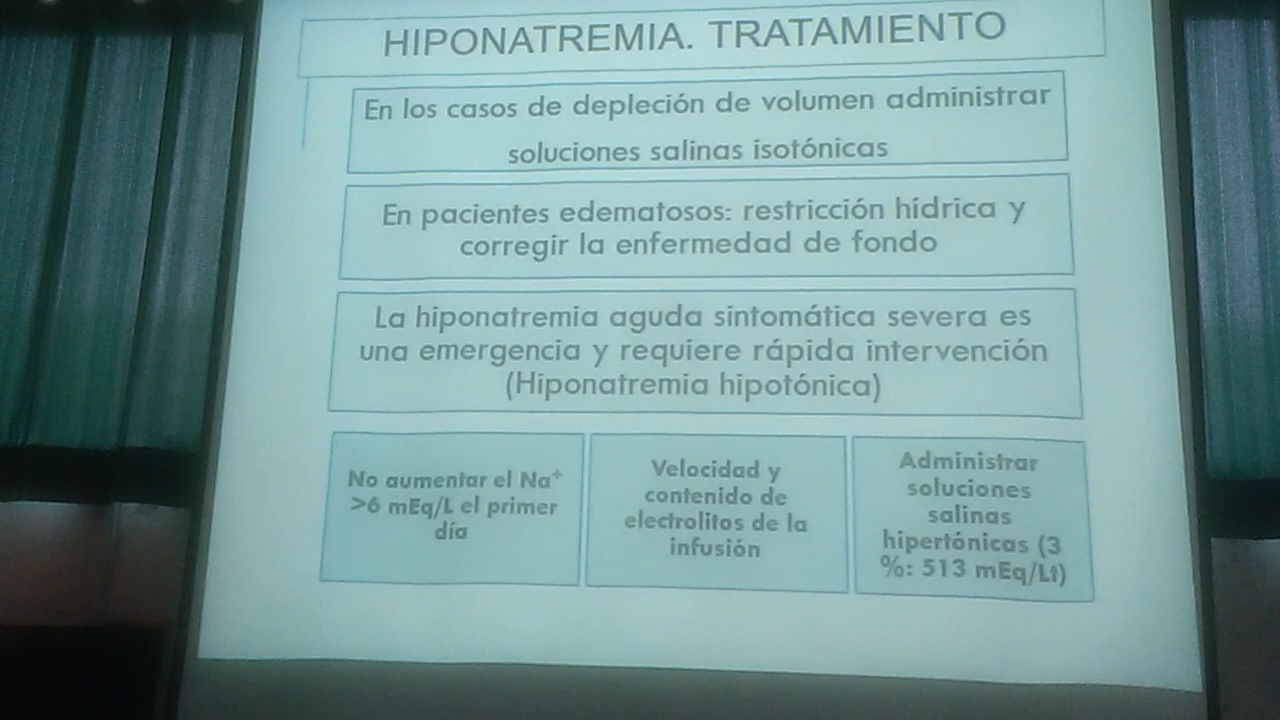 HIPONATREMIA. TRATAMIENTO
En los casos de depleción de volumen administrar
soluciones salinas isotónicas
En pacientes edematosos: restricción hídrica y
corregir la enfermedad de fondo
La hiponatremia aguda sintomática severa es
una emergencia y requiere rápida intervención
(Hiponatremia hipotónica)
No aumentar el Na⁺
>6 mEq/L el primer
día
Velocidad y
contenido de
electrolitos de la
infusión
Administrar
soluciones
salinas
hipertónicas (3
%: 513 mEq/Lt)